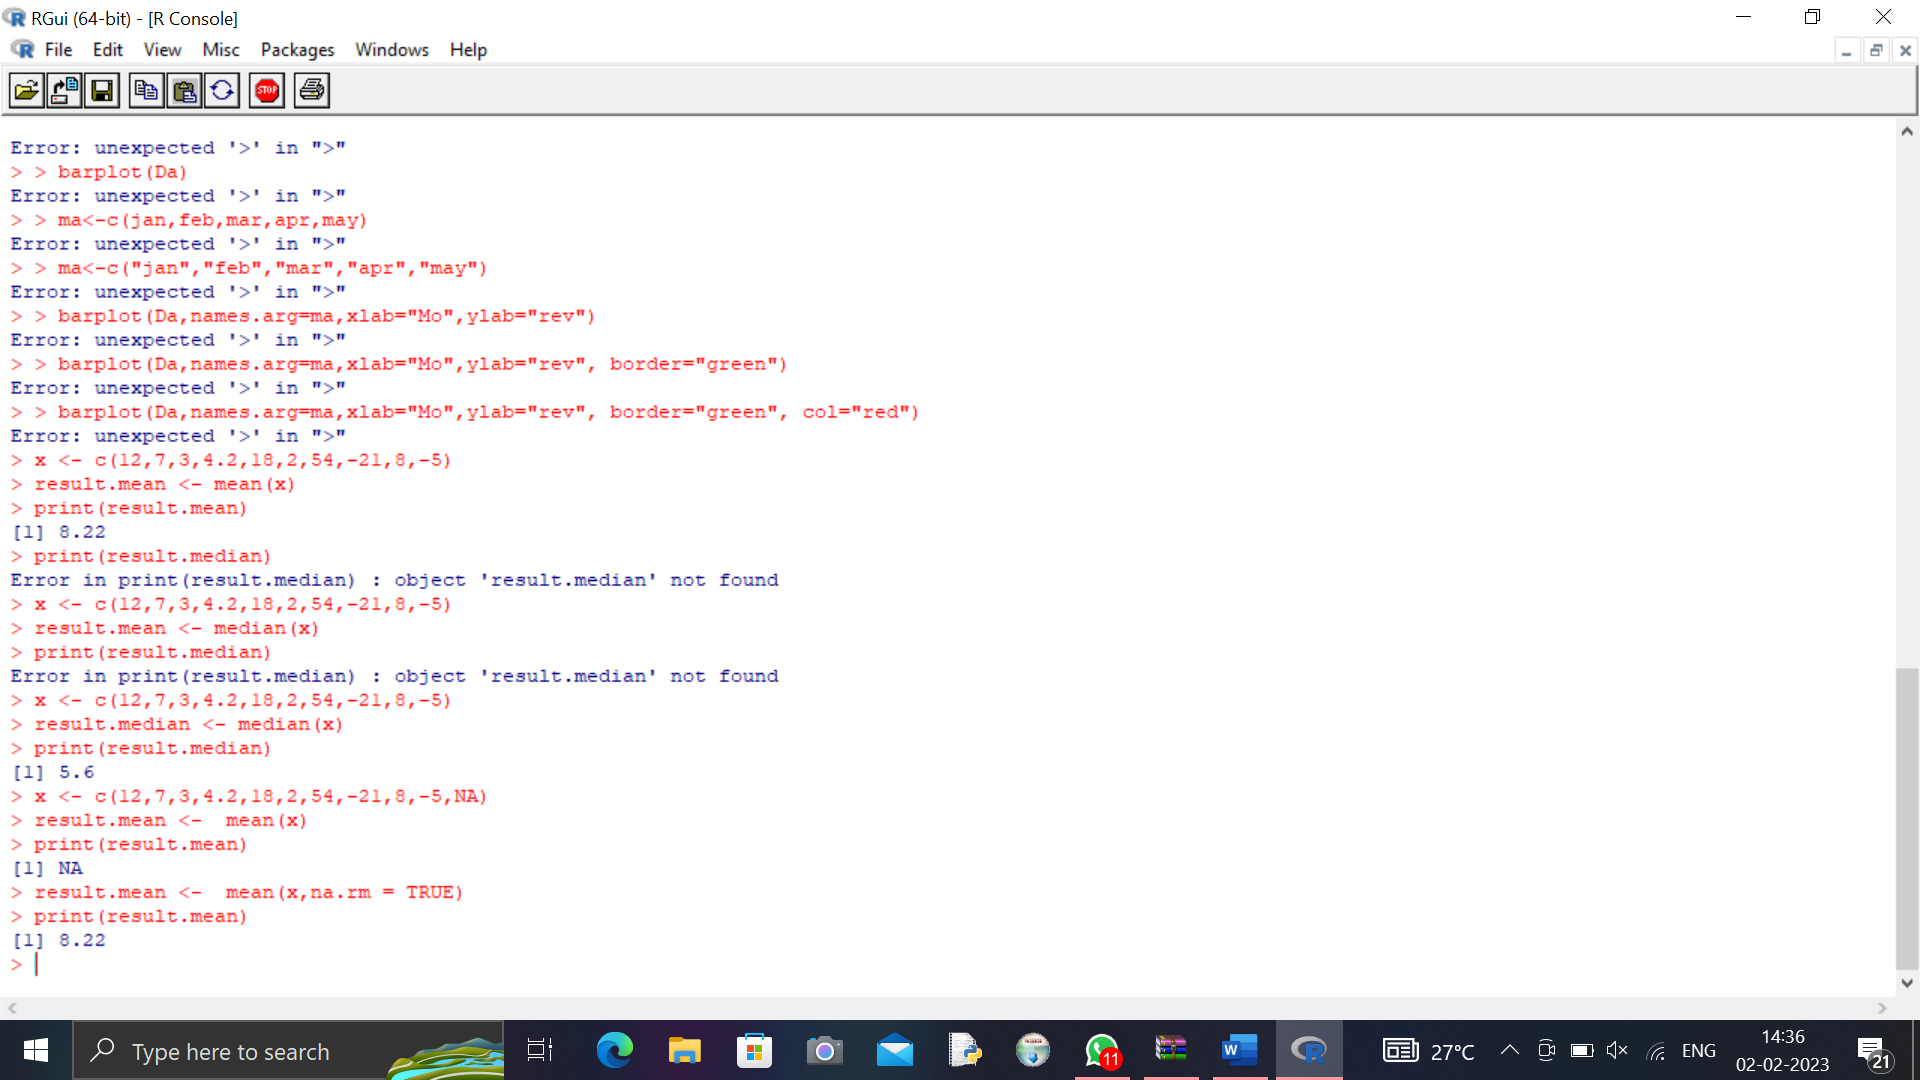 RGui (64-bit) - [R Console]
File Edit View Misc Packages Windows Help
STOP
Error: unexpected '>' in ">"
> > barplot(Da)
Error: unexpected '>' in ">"
> > ma<-c(jan,feb,mar,apr,may)
Error: unexpected '>' in ">"
> > ma<-c("jan","feb","mar","apr","may")
Error: unexpected '>' in ">"
> > barplot(Da,names.arg=ma,xlab="Mo",ylab="rev")
Error: unexpected '>' in ">"
> > barplot(Da,names.arg=ma,xlab="Mo",ylab="rev", border="green")
Error: unexpected '>' in ">"
> > barplot(Da,names.arg=ma,xlab="Mo",ylab="rev", border="green", col="red")
Error: unexpected '>' in ">"
> x <- c(12,7,3,4.2,18,2,54,-21,8,-5)
> result.mean <- mean(x)
> print(result.mean)
[1] 8.22
> print(result.median)
Error in print(result.median) : object 'result.median' not found
> x <- c(12,7,3,4.2,18,2,54,-21,8,-5)
> result.mean <- median(x)
> print(result.median)
Error in print(result.median) : object 'result.median' not found
> x <- c(12,7,3,4.2,18,2,54,-21,8,-5)
> result.median <- median(x)
> print(result.median)
[1] 5.6
> x <- c(12,7,3,4.2,18,2,54,-21,8,-5,NA)
> result.mean <-  mean(x)
> print(result.mean)
[1] NA
> result.mean <-  mean(x,na.rm = TRUE)
> print(result.mean)
[1] 8.22
>
Type here to search
11
W
27°C
ENG
14:36
02-02-2023
21